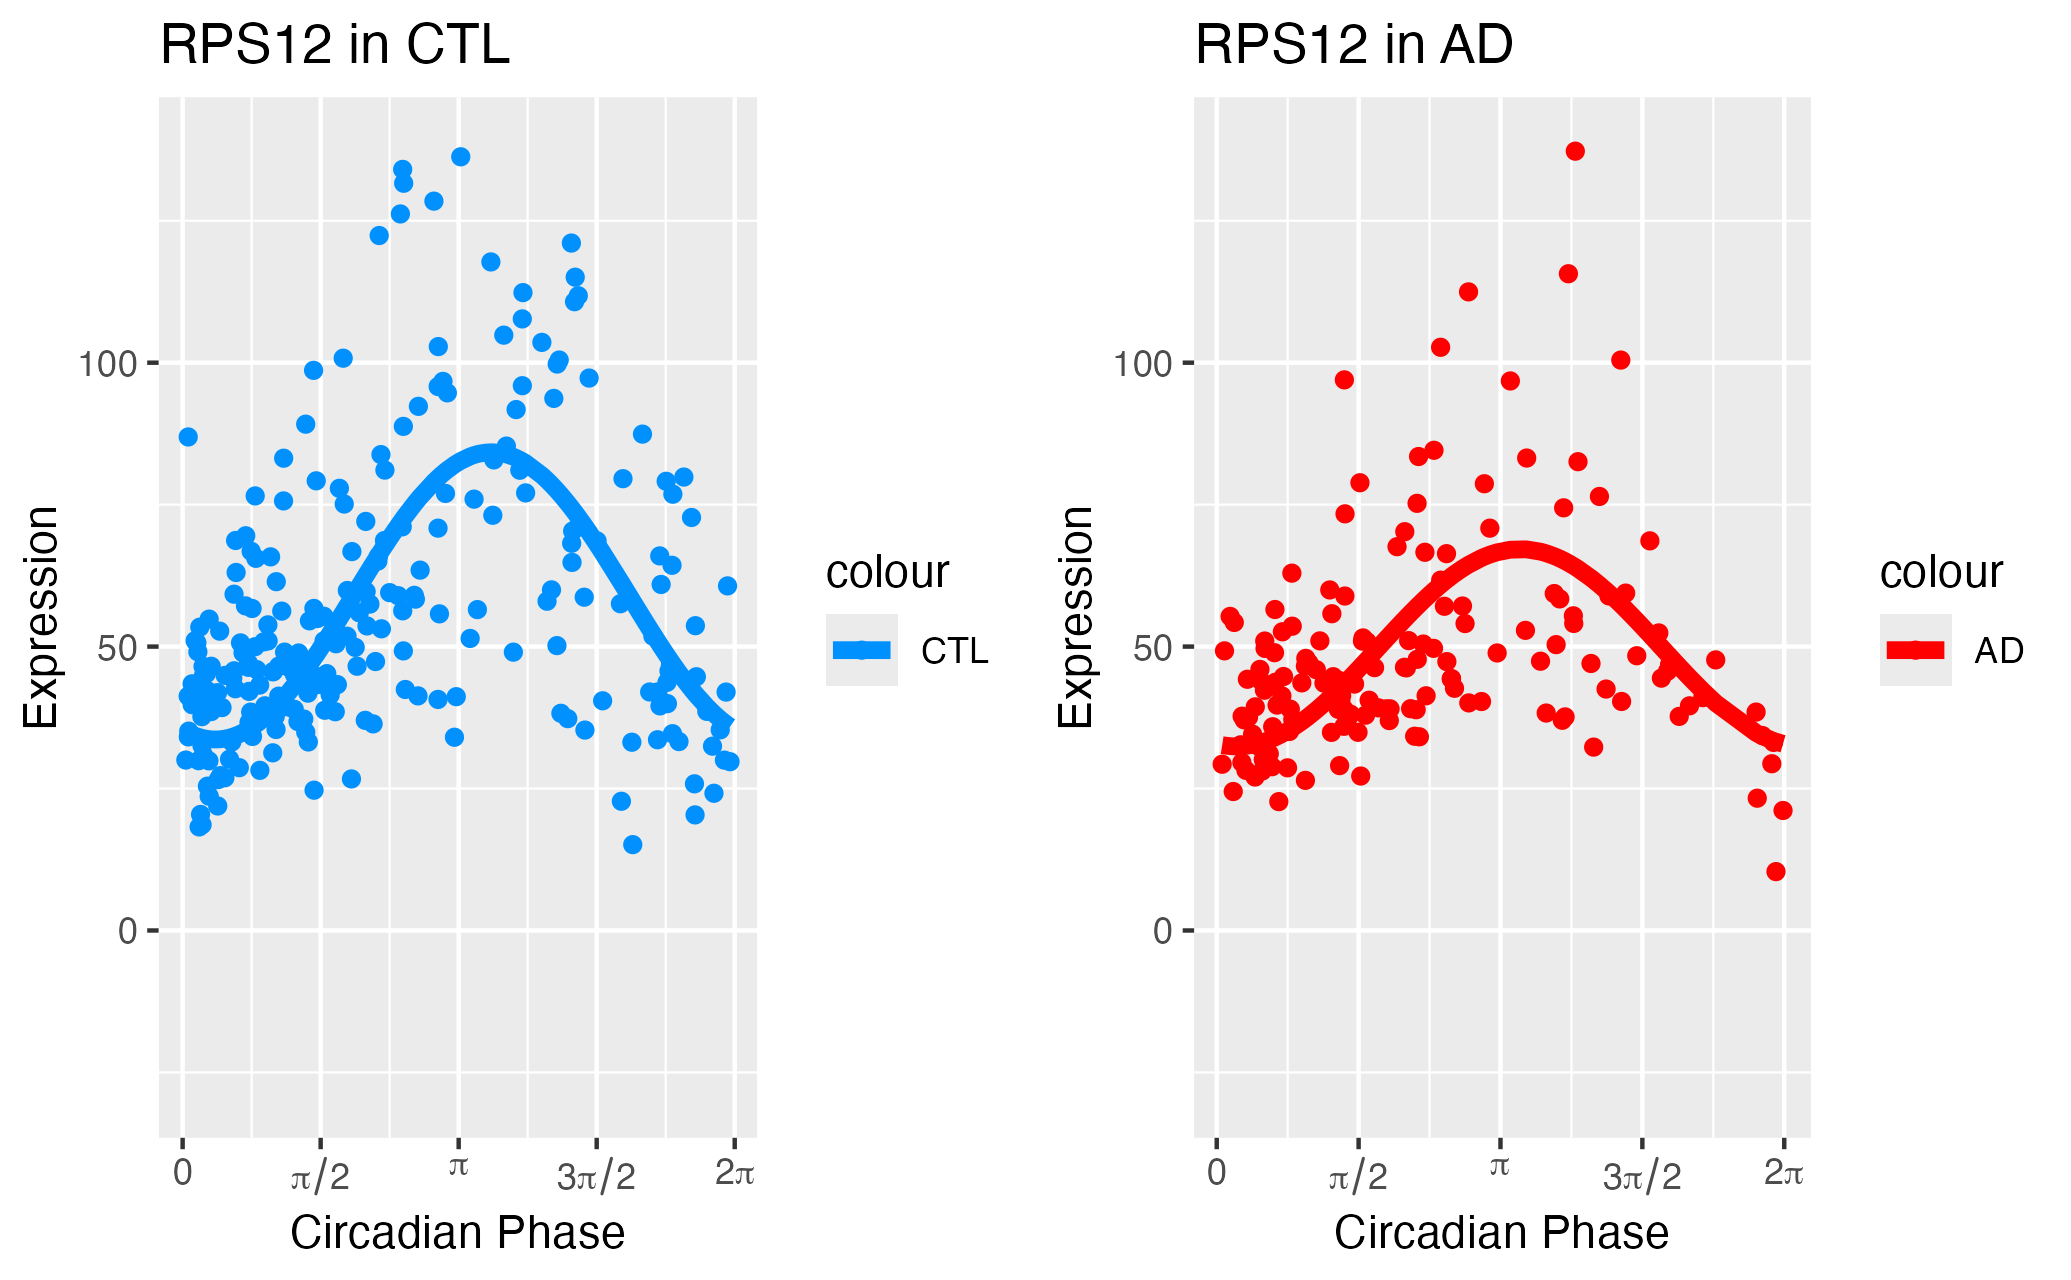 RPS12 in CTL
Expression
100
50
0
0
π/2
π
3π/2
2π
Circadian Phase
colour
CTL
RPS12 in AD
Expression
100
50
0
0
π/2
π
3π/2
2π
Circadian Phase
colour
AD